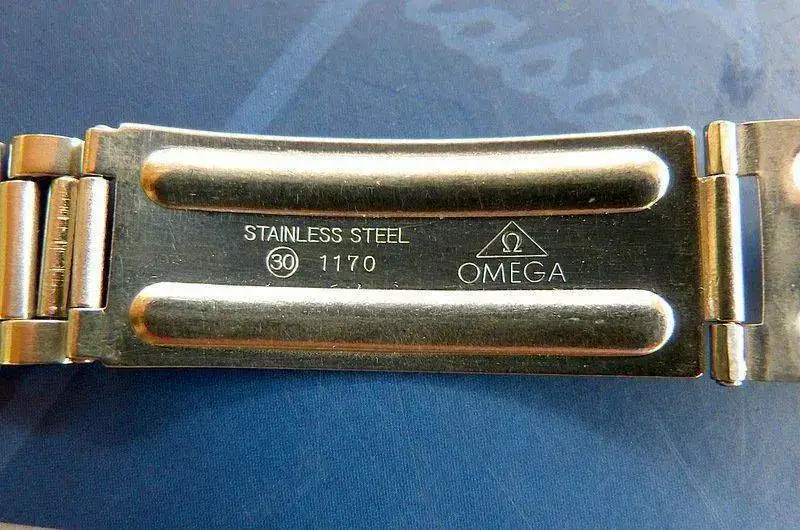 STAINLESS STEEL
㉚ 1170
Ω
OMEGA